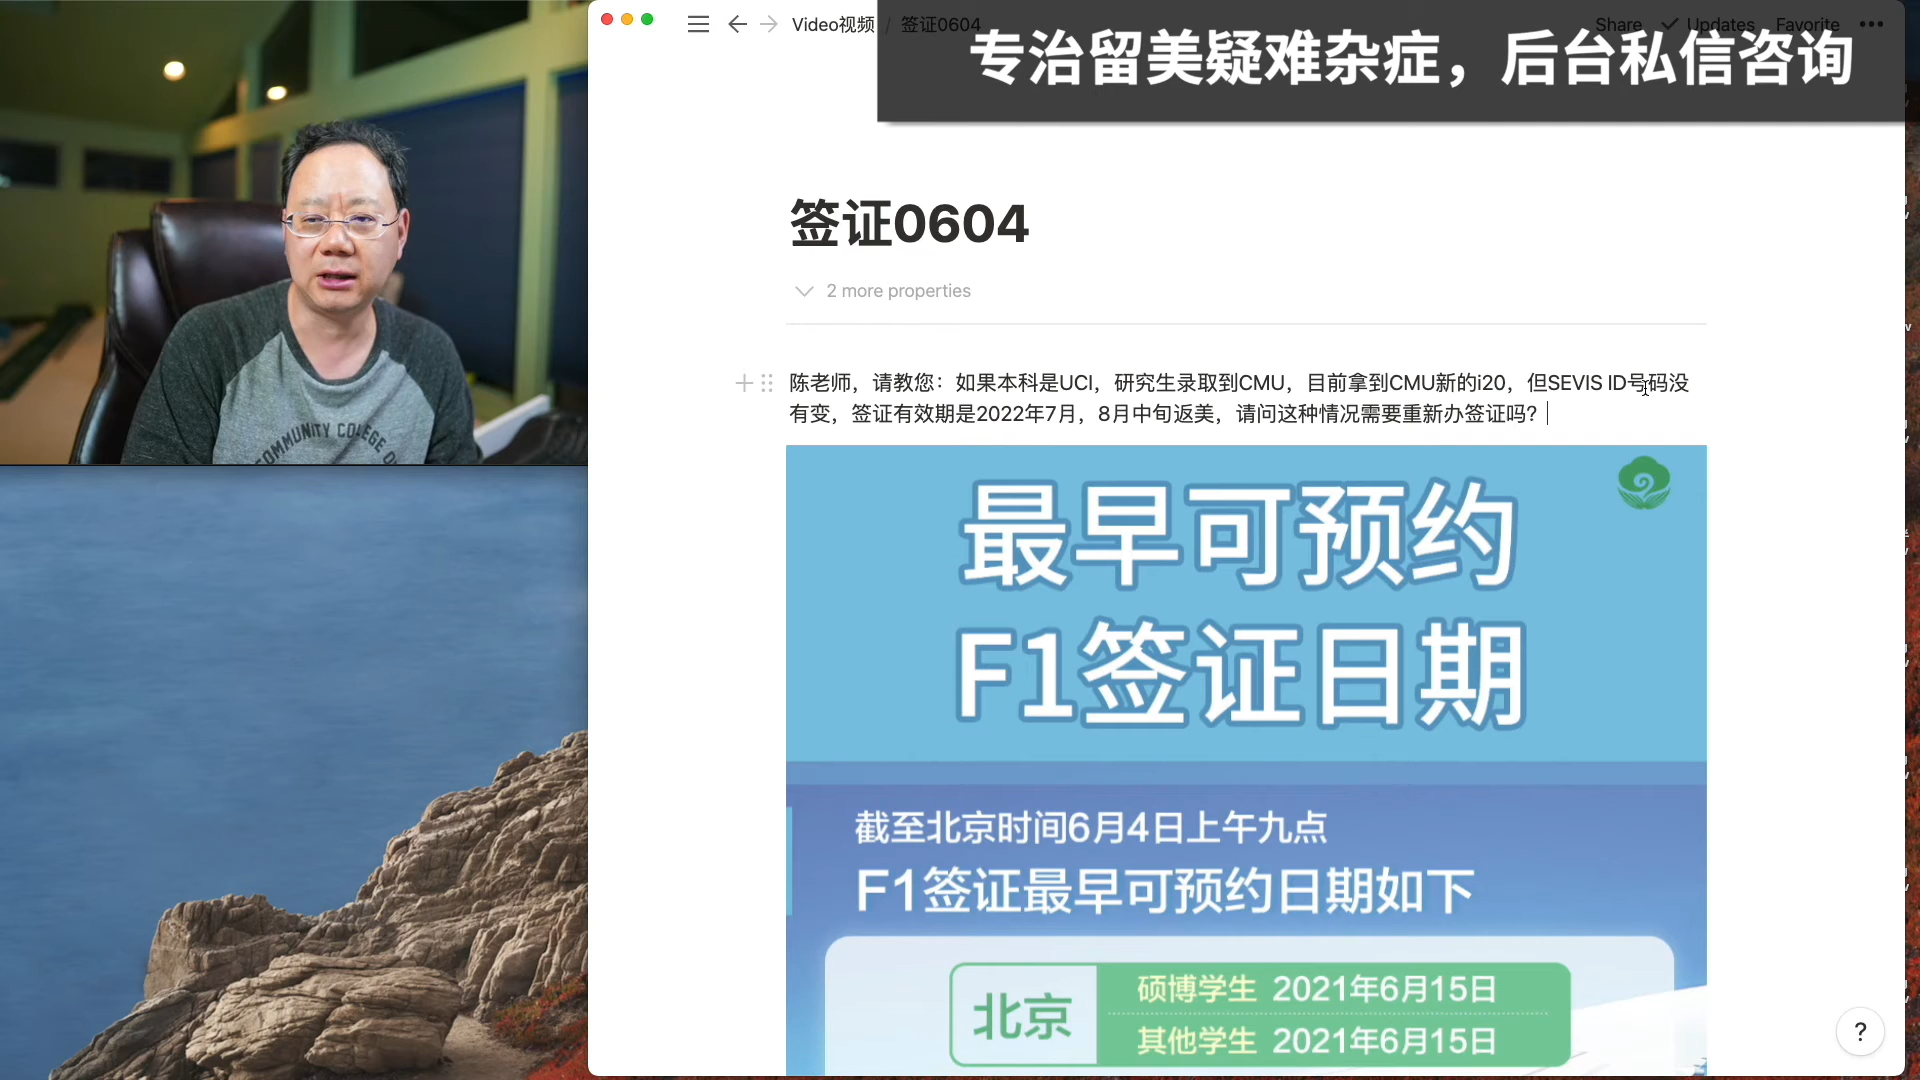 Video视频 / 签证0604
Share
Updates
Favorite
专治留美疑难杂症，后台私信咨询
签证0604
2 more properties
陈老师，请教您：如果本科是UCI，研究生录取到CMU，目前拿到CMU新的i20，但SEVIS ID号码没
有变，签证有效期是2022年7月，8月中旬返美，请问这种情况需要重新办签证吗？
COMMUNITY COLLEGE
最早可预约
F1签证日期
截至北京时间6月4日上午九点
F1签证最早可预约日期如下
北京
硕博学生 2021年6月15日
其他学生 2021年6月15日
?